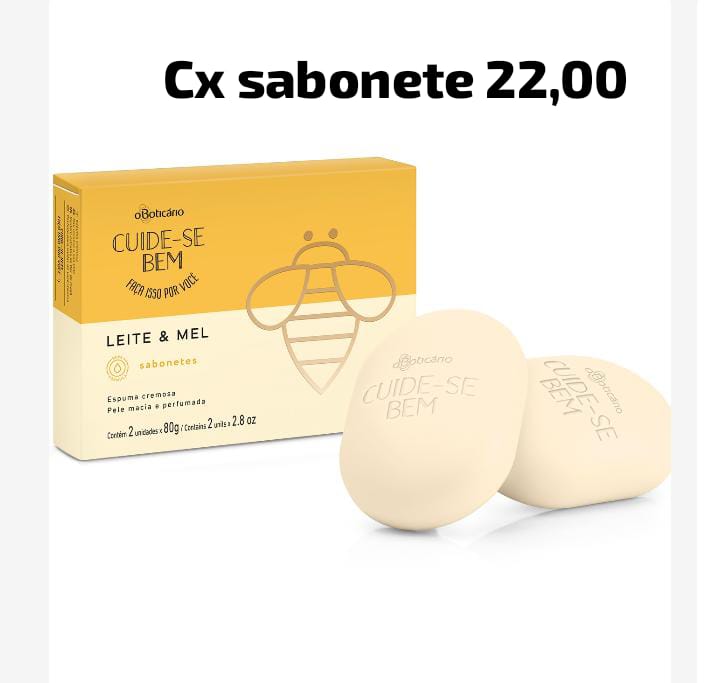 Cx sabonete 22,00
oBoticário
CUIDE-SE
BEM
FAÇA ISSO POR VOCÊ
LEITE & MEL
sabonetes
Espuma cremosa
Pele macia e perfumada
Contém 2 unidades x 80g / Contains 2 units x 2.8 oz
oBoticário
CUIDE-SE
BEM
oBoticário
CUIDE-SE
BEM